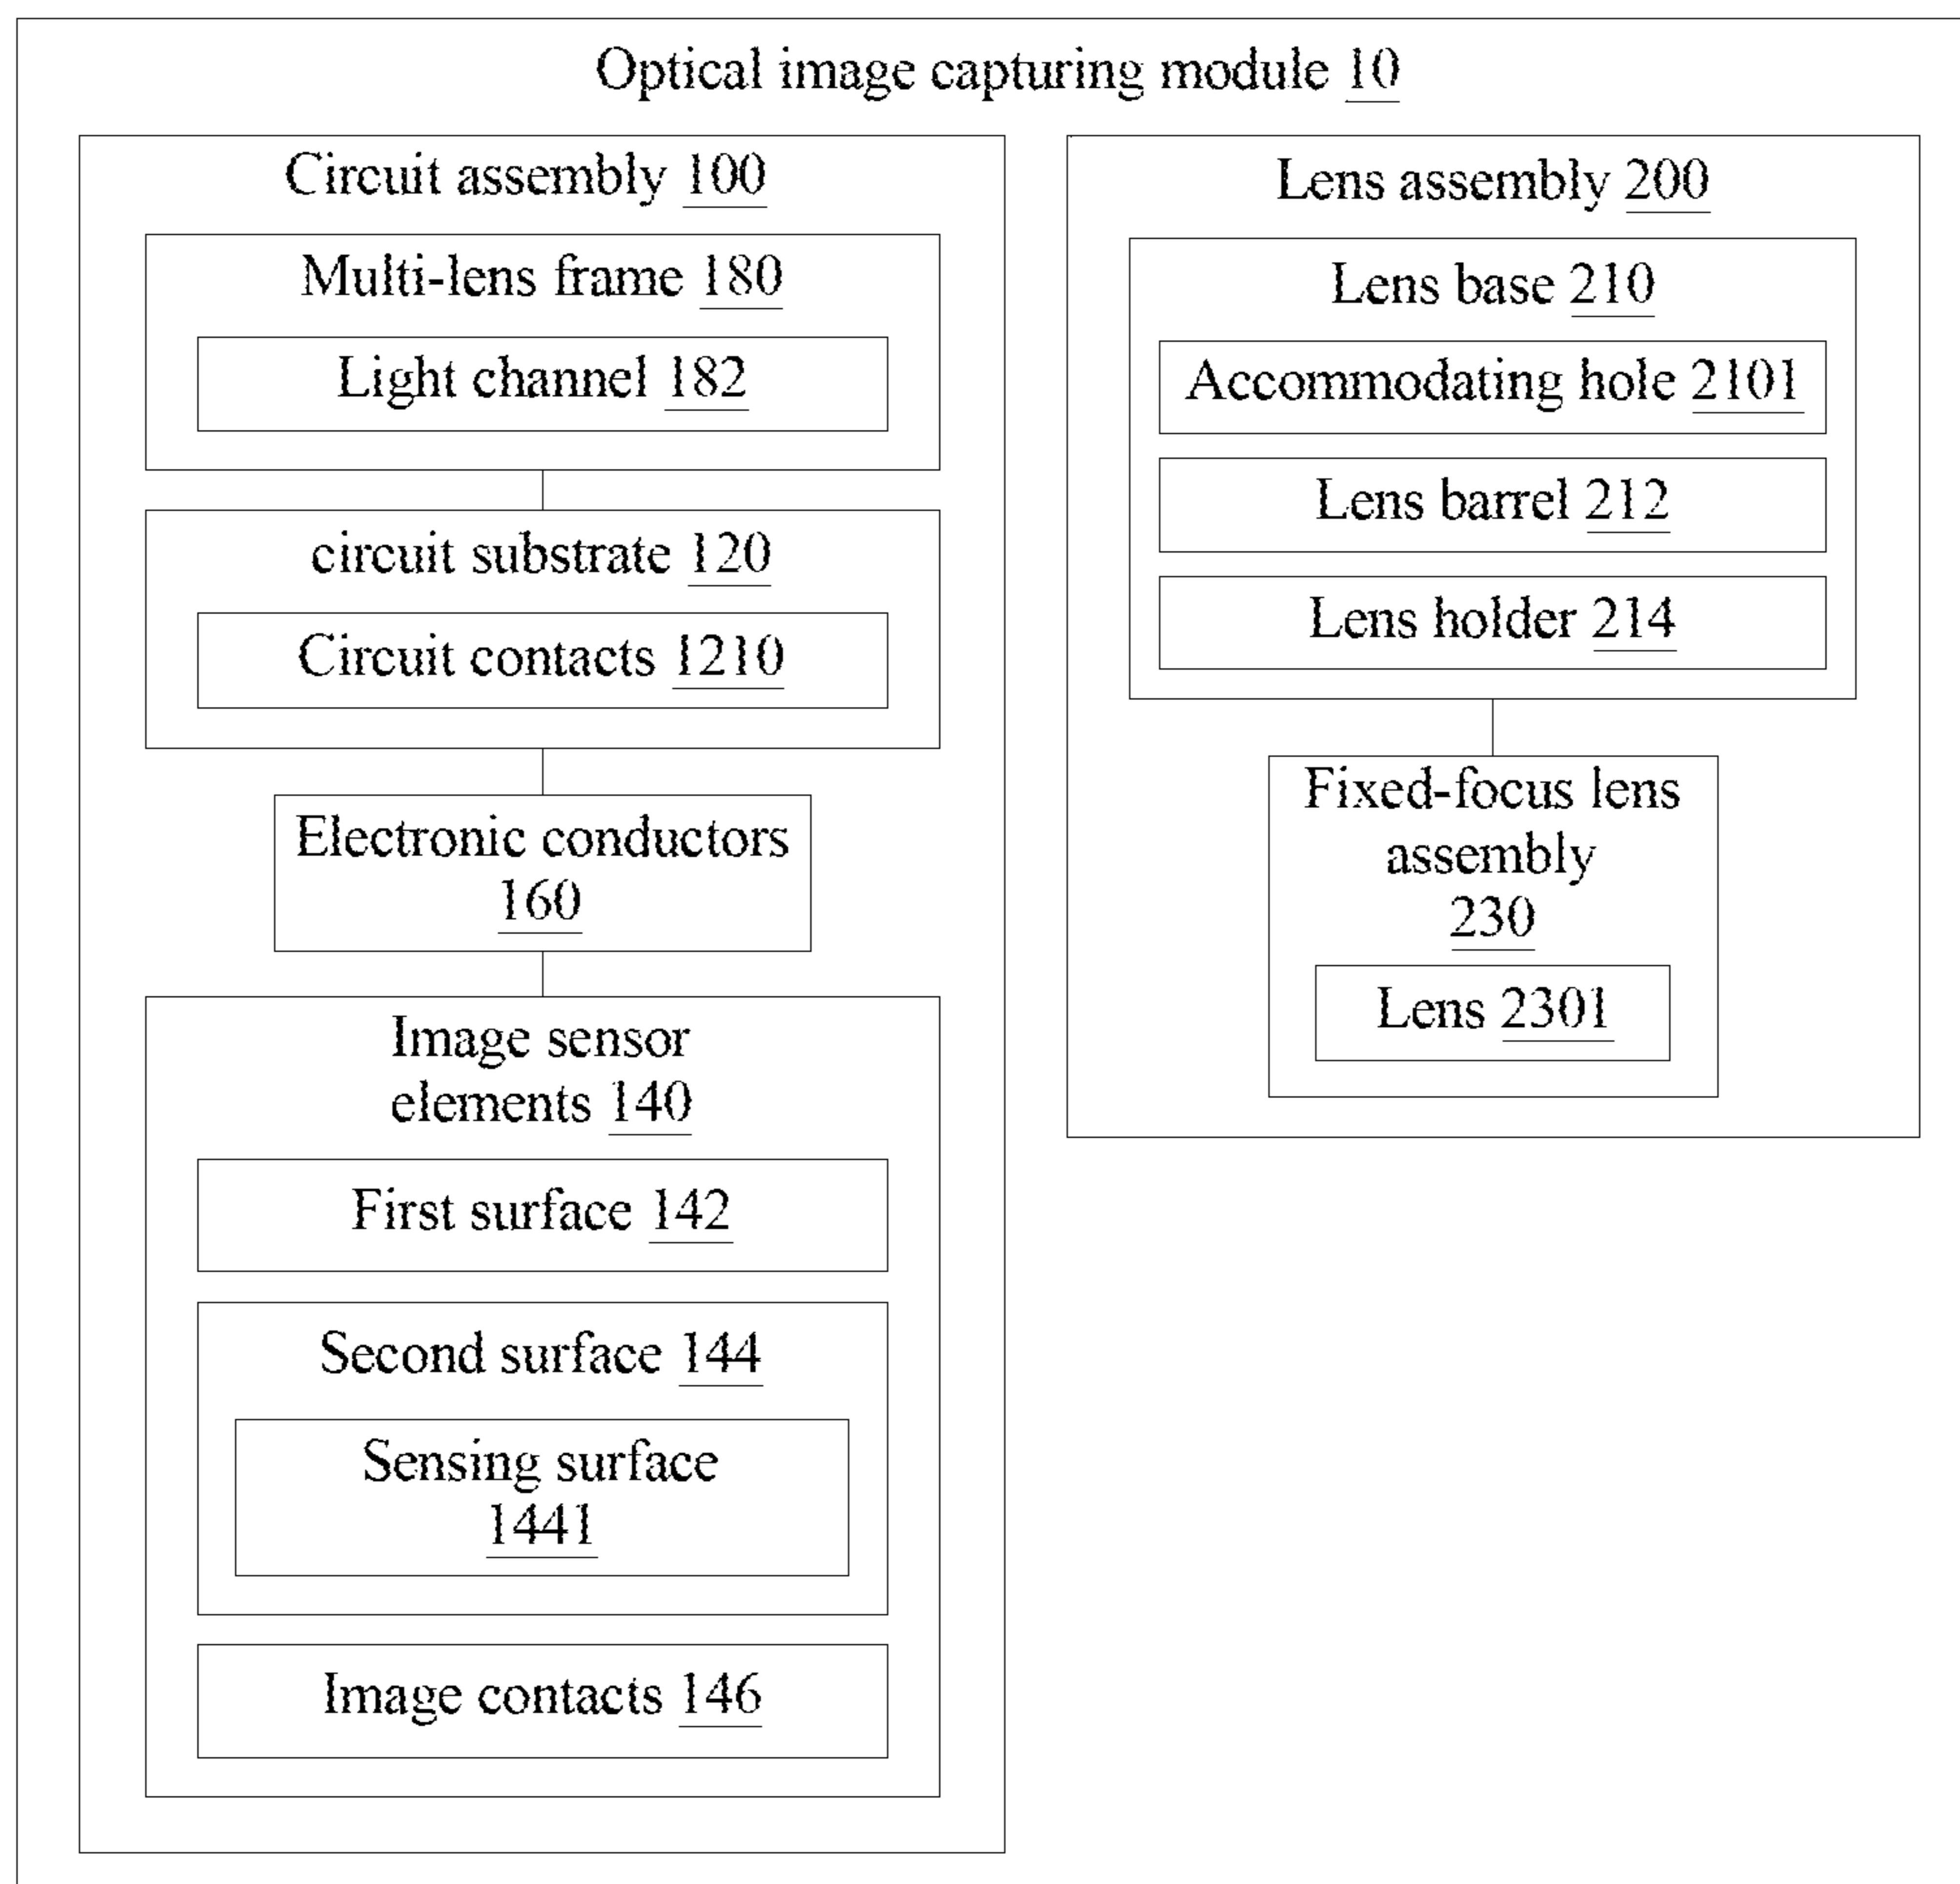 Optical image capturing module 10
Circuit assembly 100
Multi-lens frame 180
Light channel 182
circuit substrate 120
Circuit contacts 1210
Electronic conductors
160
Image sensor
elements 140
First surface 142
Second surface 144
Sensing surface
1441
Image contacts 146
Lens assembly 200
Lens base 210
Accommodating hole 2101
Lens barrel 212
Lens holder 214
Fixed-focus lens
assembly
230
Lens 2301